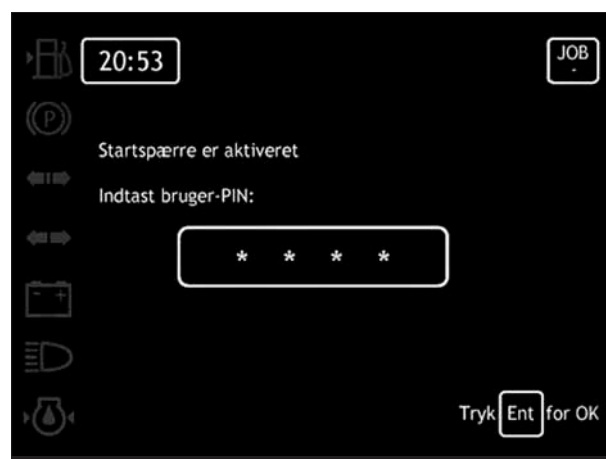 20:53
JOB
-
(P)
Startspærre er aktiveret
Indtast bruger-PIN:
* * * *
- +
Tryk Ent for OK